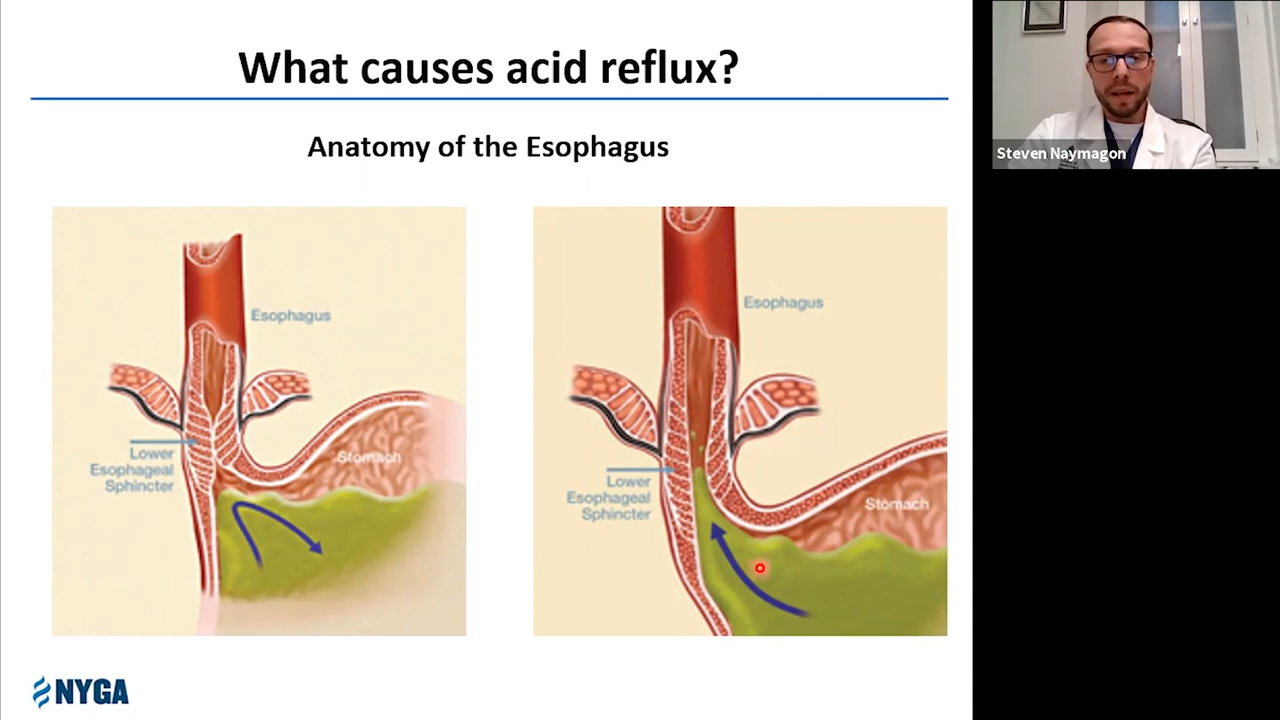 What causes acid reflux?
Anatomy of the Esophagus
Esophagus
Lower
Esophageal
Sphincter
Stomach
Esophagus
Lower
Esophageal
Sphincter
Stomach
NYGA
Steven Naymagon